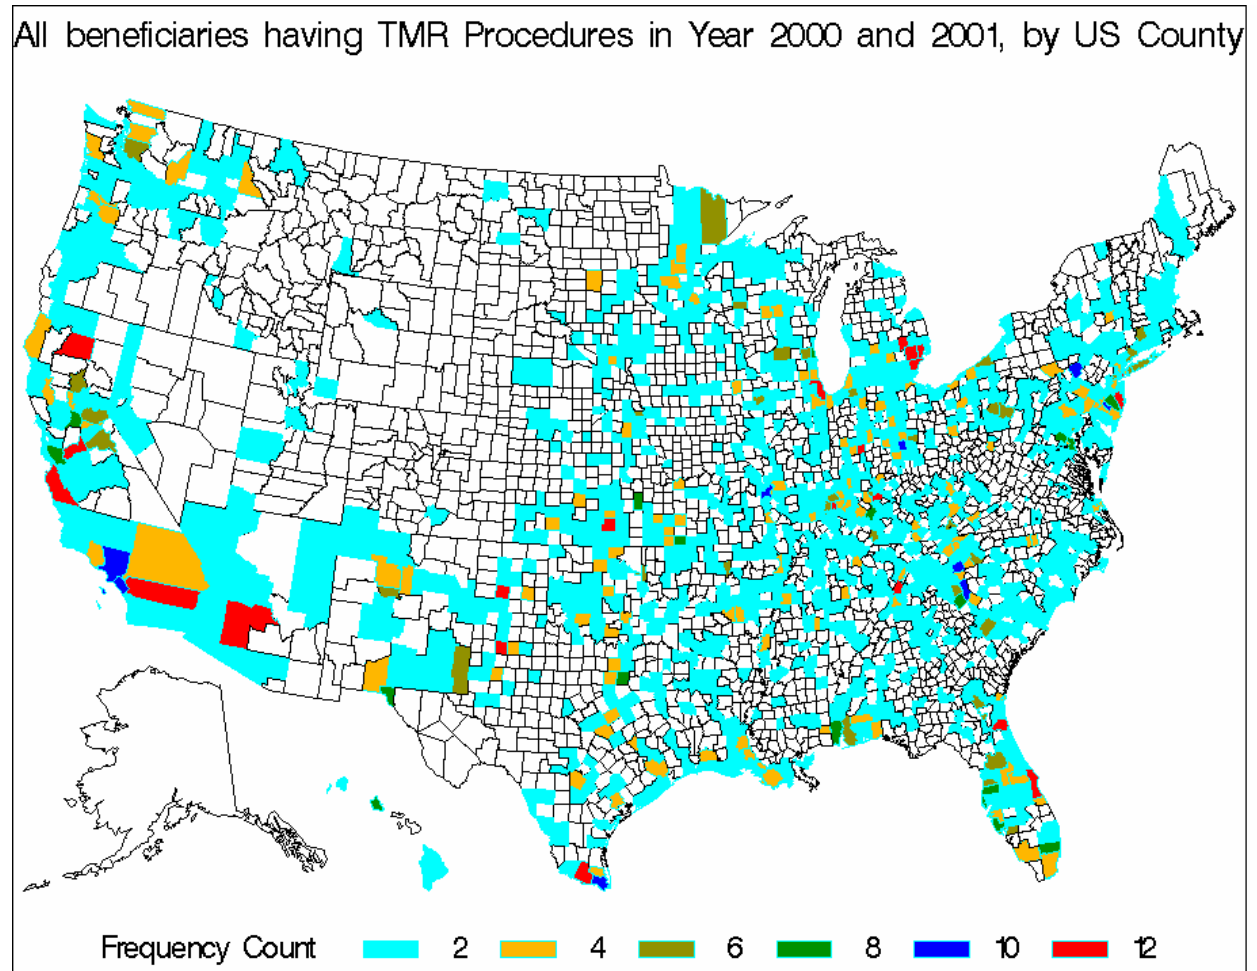 All beneficiaries having TMR Procedures in Year 2000 and 2001, by US County
Frequency Count 2 4 6 8 10 12